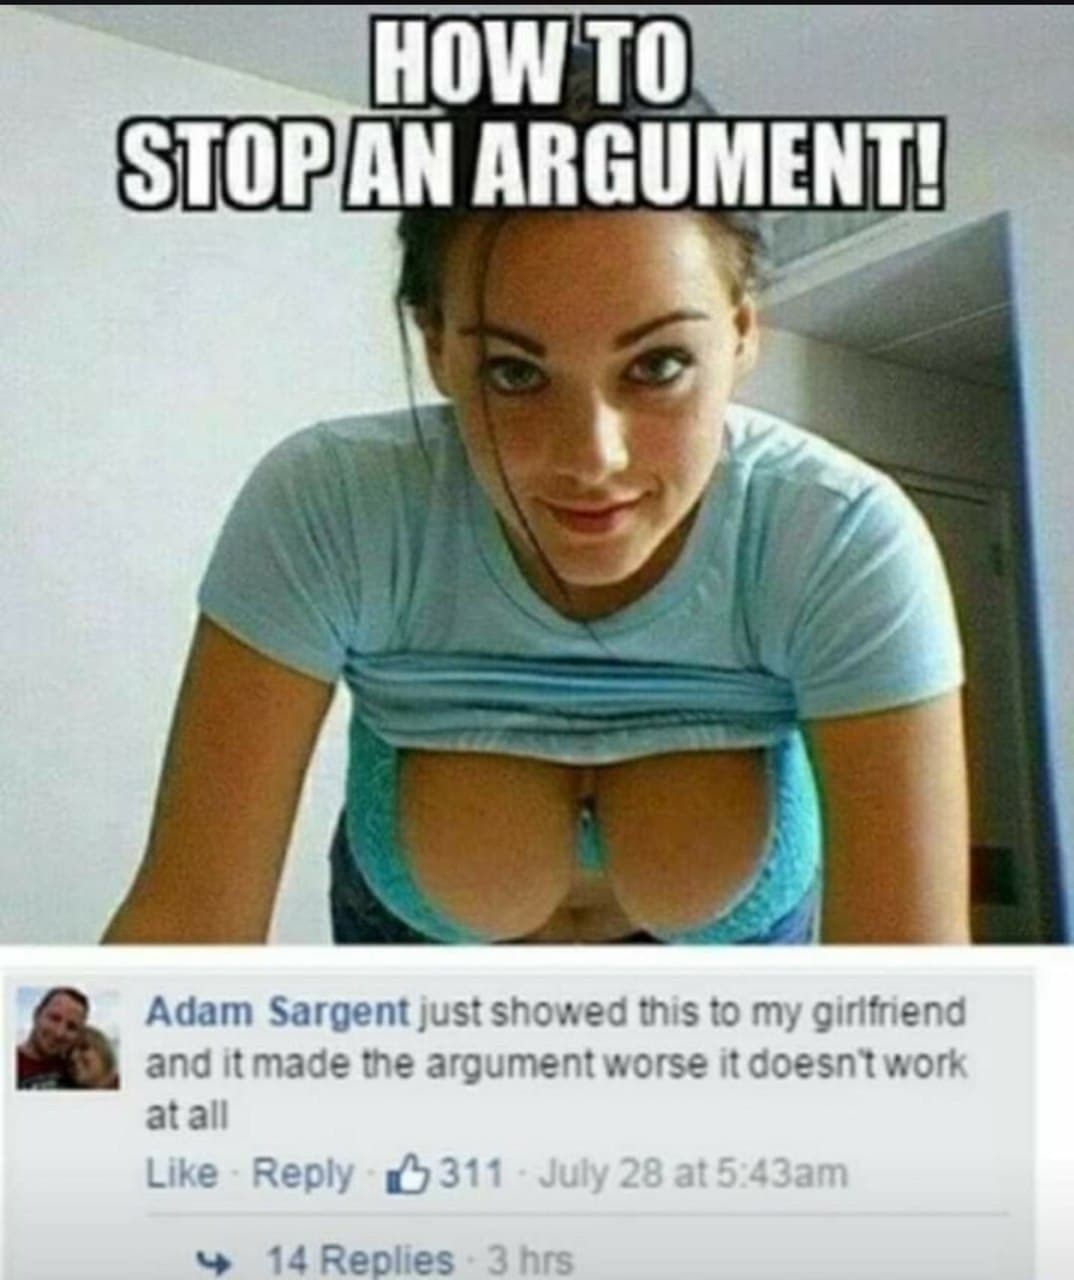 HOW TO
STOP AN ARGUMENT!
Adam Sargent just showed this to my girlfriend
and it made the argument worse it doesn't work
at all
Like · Reply · 311 · July 28 at 5:43am
14 Replies · 3 hrs